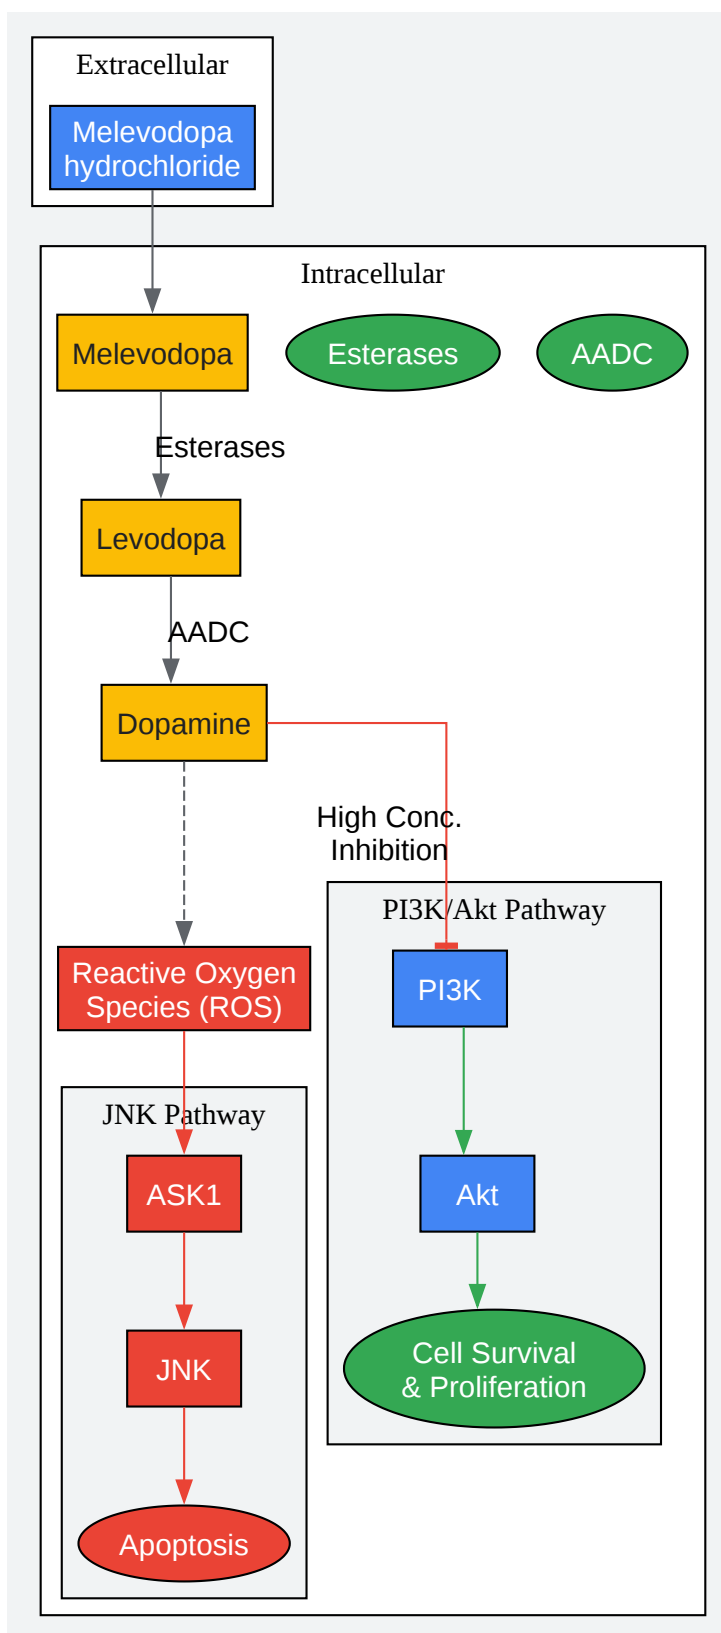 Extracellular
Melevodopa
hydrochloride
Intracellular
Melevodopa
Esterases
AADC
Esterases
Levodopa
AADC
Dopamine
High Conc.
Inhibition
PI3K/Akt Pathway
Reactive Oxygen
Species (ROS)
PI3K
JNK Pathway
ASK1
Akt
JNK
Cell Survival
& Proliferation
Apoptosis